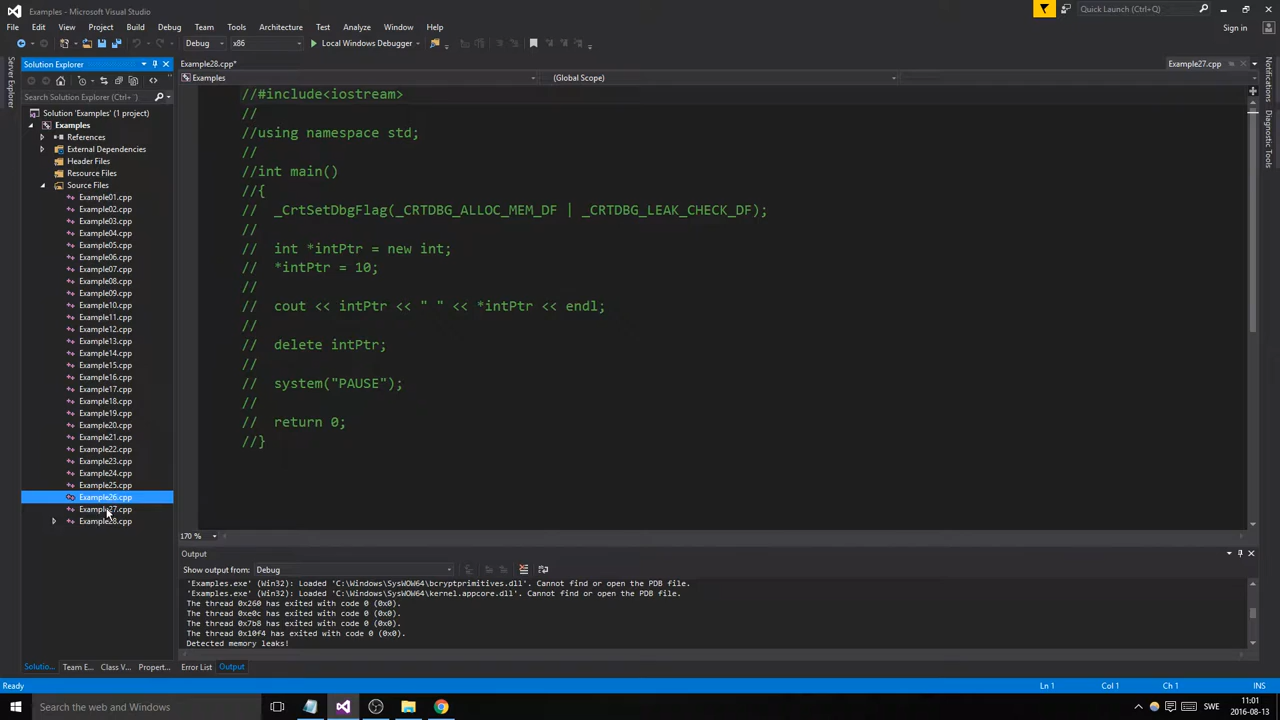 Examples - Microsoft Visual Studio
Quick Launch (Ctrl+Q)
File Edit View Project Build Debug Team Tools Test Architecture Analyze Window Help
Sign in
Debug x86 Local Windows Debugger
Server Explorer
Solution Explorer
Search Solution Explorer (Ctrl+
Solution 'Examples' (1 project)
Examples
References
External Dependencies
Header Files
Resource Files
Source Files
Example01.cpp
Example02.cpp
Example03.cpp
Example04.cpp
Example05.cpp
Example06.cpp
Example07.cpp
Example08.cpp
Example09.cpp
Example10.cpp
Example11.cpp
Example12.cpp
Example13.cpp
Example14.cpp
Example15.cpp
Example16.cpp
Example17.cpp
Example18.cpp
Example19.cpp
Example20.cpp
Example21.cpp
Example22.cpp
Example23.cpp
Example24.cpp
Example25.cpp
Example26.cpp
Example27.cpp
Example28.cpp
Solutio... Team E... Class V... Propert...
Example28.cpp*
Example27.cpp
Examples
(Global Scope)
//#include<iostream>
//
//using namespace std;
//
//int main()
//{
// _CrtSetDbgFlag(_CRTDBG_ALLOC_MEM_DF | _CRTDBG_LEAK_CHECK_DF);
//
// int *intPtr = new int;
// *intPtr = 10;
//
// cout << intPtr << " " << *intPtr << endl;
//
// delete intPtr;
//
// system("PAUSE");
//
// return 0;
//}
170 %
Output
Show output from: Debug
'Examples.exe' (Win32): Loaded 'C:\Windows\SysWOW64\bcryptprimitives.dll'. Cannot find or open the PDB file.
'Examples.exe' (Win32): Loaded 'C:\Windows\SysWOW64\kernel.appcore.dll'. Cannot find or open the PDB file.
The thread 0x260 has exited with code 0 (0x0).
The thread 0xe0c has exited with code 0 (0x0).
The thread 0x7b8 has exited with code 0 (0x0).
The thread 0x10f4 has exited with code 0 (0x0).
Detected memory leaks!
Error List Output
Notifications
Diagnostic Tools
Ready
Ln 1 Col 1 Ch 1 INS
Search the web and Windows
SWE
11:01
2016-08-13